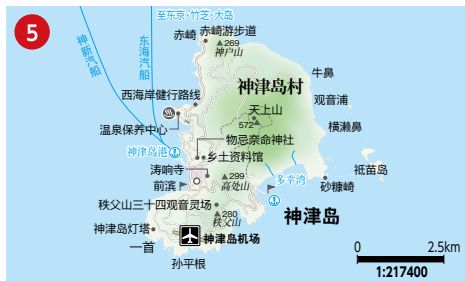 5
至东京·竹芝·大岛
神新汽船
东海汽船
赤崎
赤崎游步道
269
神户山
神津岛村
牛鼻
西海岸健行路线
天上山
572
观音浦
温泉保养中心
物忌奈命神社
横濑鼻
神津岛港
乡土资料馆
涛响寺
299
高处山
多幸湾
祗苗岛
前滨
砂糠崎
秩父山三十四观音灵场
280
秩父山
神津岛
神津岛灯塔
神津岛机场
一首
孙平根
0 2.5km
1:217400